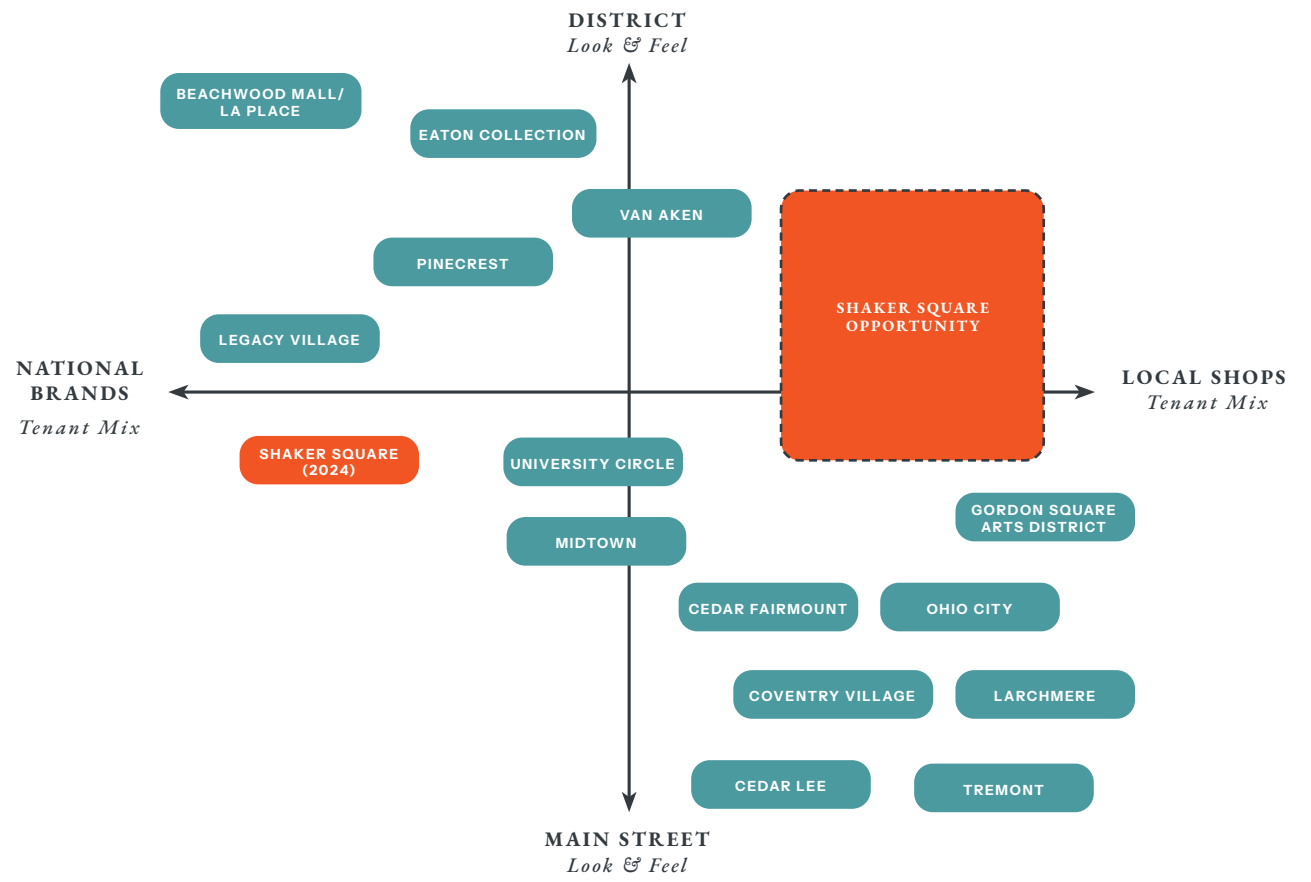 DISTRICT
Look & Feel
BEACHWOOD MALL/
LA PLACE
EATON COLLECTION
VAN AKEN
PINECREST
SHAKER SQUARE
OPPORTUNITY
LEGACY VILLAGE
NATIONAL
BRANDS
Tenant Mix
LOCAL SHOPS
Tenant Mix
SHAKER SQUARE
(2024)
UNIVERSITY CIRCLE
GORDON SQUARE
ARTS DISTRICT
MIDTOWN
CEDAR FAIRMOUNT
OHIO CITY
COVENTRY VILLAGE
LARCHMERE
CEDAR LEE
TREMONT
MAIN STREET
Look & Feel